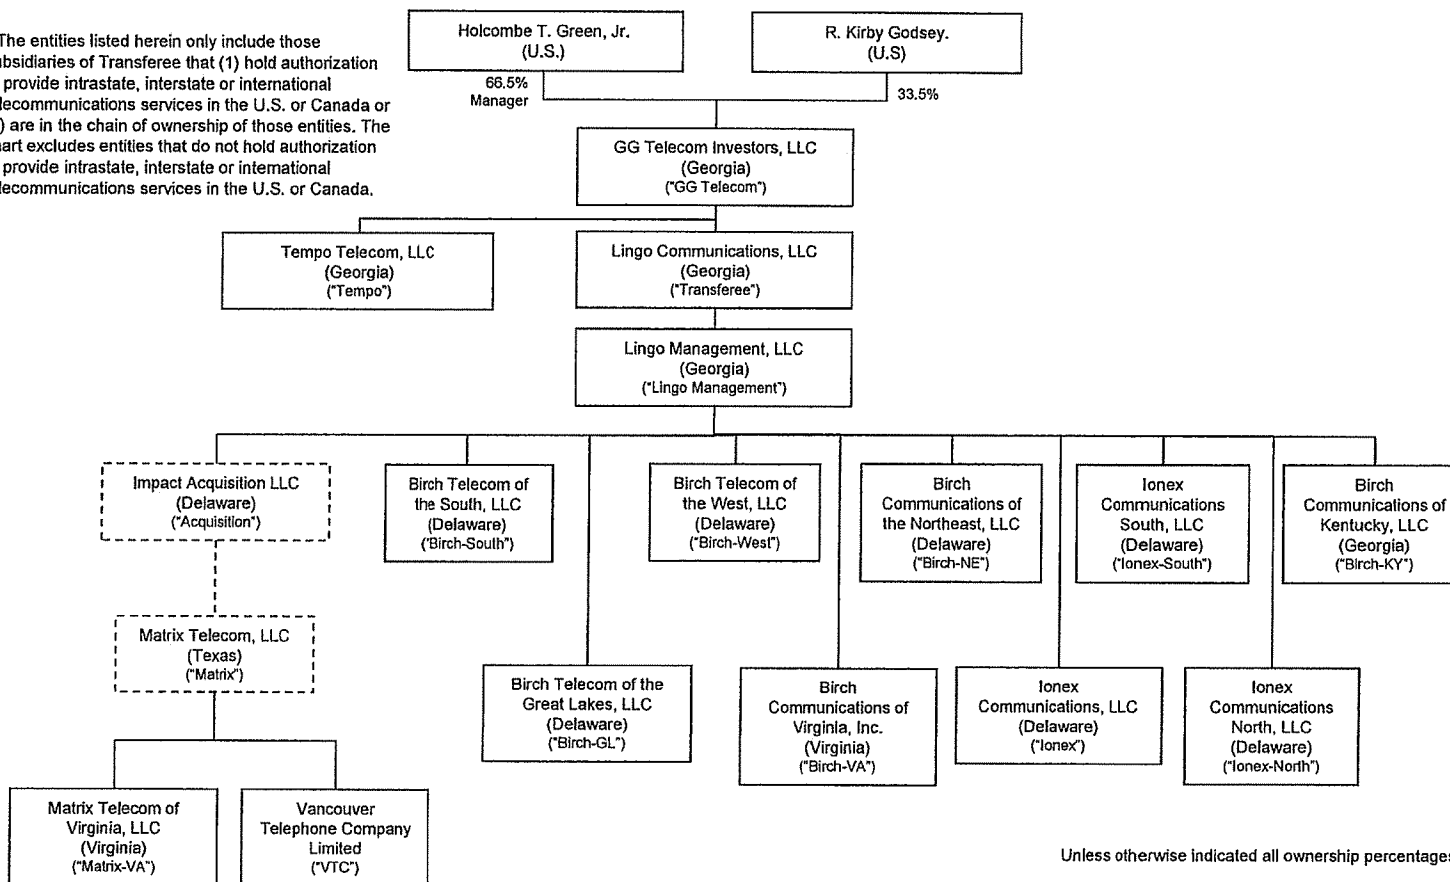 The entities listed herein only include those
bsidiaries of Transferee that (1) hold authorization
provide intrastate, interstate or international
lecommunications services in the U.S. or Canada or
) are in the chain of ownership of those entities. The
art excludes entities that do not hold authorization
provide intrastate, interstate or international
lecommunications services in the U.S. or Canada.
Holcombe T. Green, Jr.
(U.S.)
R. Kirby Godsey.
(U.S)
66.5%
Manager
33.5%
GG Telecom Investors, LLC
(Georgia)
("GG Telecom")
Tempo Telecom, LLC
(Georgia)
("Tempo")
Lingo Communications, LLC
(Georgia)
("Transferee")
Lingo Management, LLC
(Georgia)
("Lingo Management")
Impact Acquisition LLC
(Delaware)
("Acquisition")
Birch Telecom of
the South, LLC
(Delaware)
("Birch-South")
Birch Telecom of
the West, LLC
(Delaware)
("Birch-West")
Birch
Communications of
the Northeast, LLC
(Delaware)
("Birch-NE")
Ionex
Communications
South, LLC
(Delaware)
("Ionex-South")
Birch
Communications of
Kentucky, LLC
(Georgia)
("Birch-KY")
Matrix Telecom, LLC
(Texas)
("Matrix")
Birch Telecom of the
Great Lakes, LLC
(Delaware)
("Birch-GL")
Birch
Communications of
Virginia, Inc.
(Virginia)
("Birch-VA")
Ionex
Communications, LLC
(Delaware)
("Ionex")
Ionex
Communications
North, LLC
(Delaware)
("Ionex-North")
Matrix Telecom of
Virginia, LLC
(Virginia)
("Matrix-VA")
Vancouver
Telephone Company
Limited
("VTC")
Unless otherwise indicated all ownership percentages